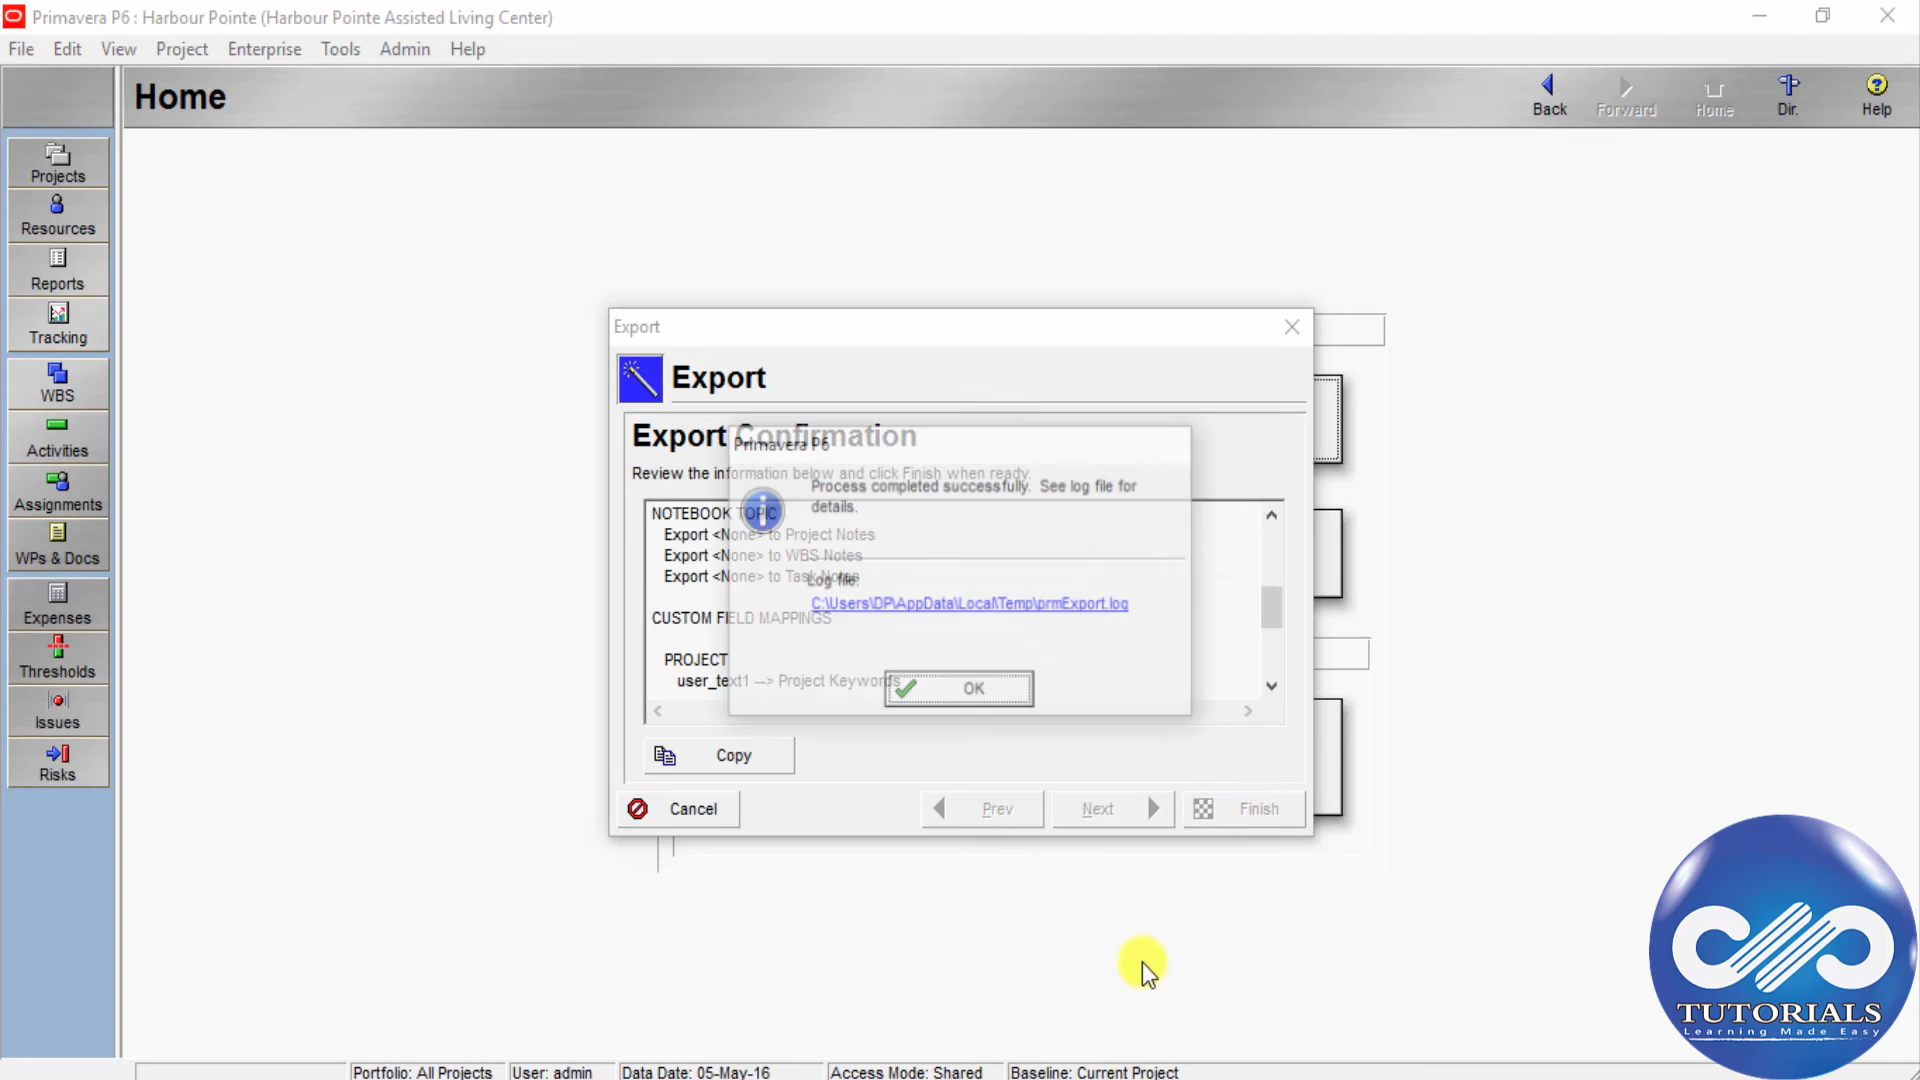 Primavera P6 : Harbour Pointe (Harbour Pointe Assisted Living Center)
File Edit View Project Enterprise Tools Admin Help
Home
Back Forward Home Dir. Help
Projects
Resources
Reports
Tracking
WBS
Activities
Assignments
WPs & Docs
Expenses
Thresholds
Issues
Risks
Export
Export
Export Confirmation
Review the information below and click Finish when ready.
NOTEBOOK TOPIC
Export <None> to Project Notes
Export <None> to WBS Notes
Export <None> to Task Notes
CUSTOM FIELD MAPPINGS
PROJECT
user_text1 --> Project Keywords
Primavera P6
Process completed successfully. See log file for
details.
Log file:
C:\Users\DP\AppData\Local\Temp\prmExport.log
OK
Copy
Cancel Prev Next Finish
TUTORIALS
Learning Made Easy
Portfolio: All Projects User: admin Data Date: 05-May-16 Access Mode: Shared Baseline: Current Project